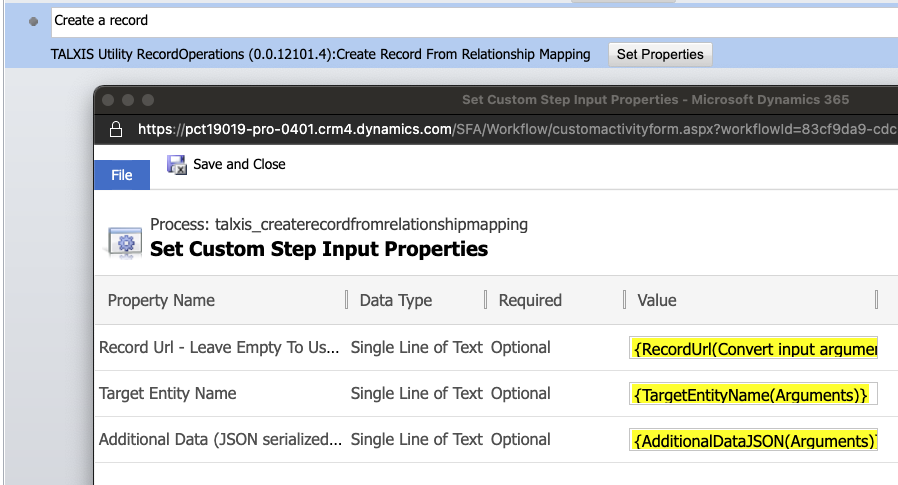 Create a record
TALXIS Utility RecordOperations (0.0.12101.4):Create Record From Relationship Mapping Set Properties
Set Custom Step Input Properties - Microsoft Dynamics 365
https://pct19019-pro-0401.crm4.dynamics.com/SFA/Workflow/customactivityform.aspx?workflowId=83cf9da9-cdc
File Save and Close
Process: talxis_createrecordfromrelationshipmapping
Set Custom Step Input Properties
Property Name Data Type Required Value
Record Url - Leave Empty To Us... Single Line of Text Optional {RecordUrl(Convert input argumen
Target Entity Name Single Line of Text Optional {TargetEntityName(Arguments)}
Additional Data (JSON serialized... Single Line of Text Optional {AdditionalDataJSON(Arguments)